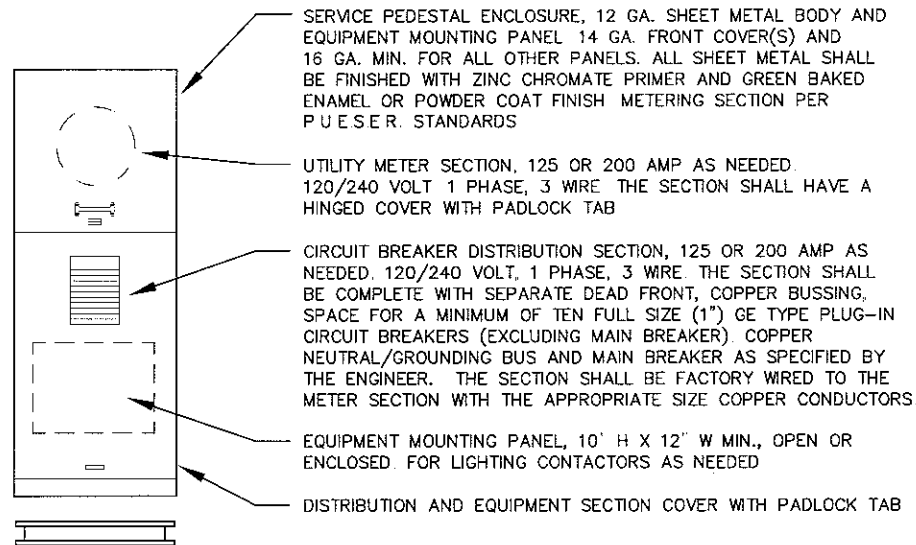 SERVICE PEDESTAL ENCLOSURE, 12 GA. SHEET METAL BODY AND
EQUIPMENT MOUNTING PANEL 14 GA. FRONT COVER(S) AND
16 GA. MIN. FOR ALL OTHER PANELS. ALL SHEET METAL SHALL
BE FINISHED WITH ZINC CHROMATE PRIMER AND GREEN BAKED
ENAMEL OR POWDER COAT FINISH METERING SECTION PER
P U E S E R. STANDARDS
UTILITY METER SECTION, 125 OR 200 AMP AS NEEDED.
120/240 VOLT 1 PHASE, 3 WIRE THE SECTION SHALL HAVE A
HINGED COVER WITH PADLOCK TAB
CIRCUIT BREAKER DISTRIBUTION SECTION, 125 OR 200 AMP AS
NEEDED. 120/240 VOLT, 1 PHASE, 3 WIRE. THE SECTION SHALL
BE COMPLETE WITH SEPARATE DEAD FRONT, COPPER BUSSING,
SPACE FOR A MINIMUM OF TEN FULL SIZE (1") GE TYPE PLUG-IN
CIRCUIT BREAKERS (EXCLUDING MAIN BREAKER) COPPER
NEUTRAL/GROUNDING BUS AND MAIN BREAKER AS SPECIFIED BY
THE ENGINEER. THE SECTION SHALL BE FACTORY WIRED TO THE
METER SECTION WITH THE APPROPRIATE SIZE COPPER CONDUCTORS
EQUIPMENT MOUNTING PANEL, 10' H X 12" W MIN., OPEN OR
ENCLOSED. FOR LIGHTING CONTACTORS AS NEEDED
DISTRIBUTION AND EQUIPMENT SECTION COVER WITH PADLOCK TAB